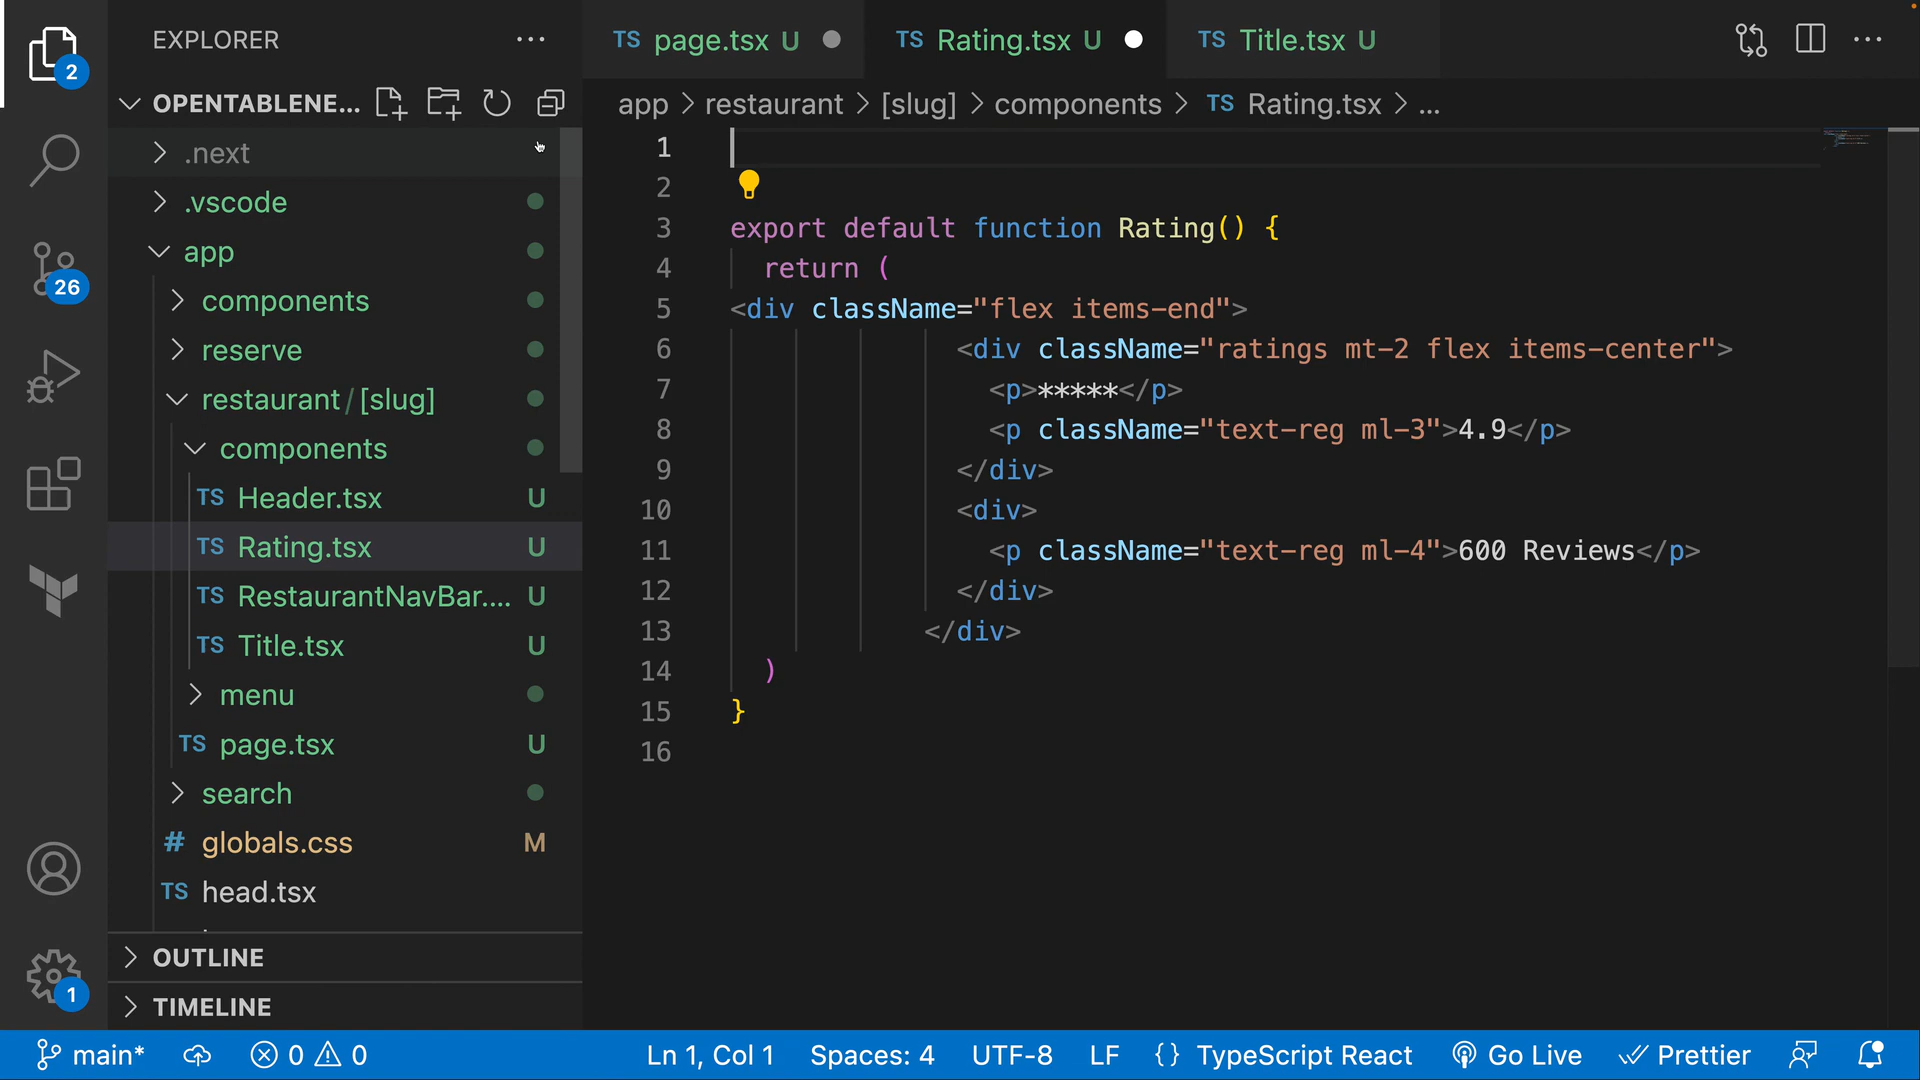 EXPLORER
2
OPENTABLENE...
.next
.vscode
app
26
components
reserve
restaurant/[slug]
components
TS Header.tsx U
TS Rating.tsx U
TS RestaurantNavBar.... U
TS Title.tsx U
menu
TS page.tsx U
search
# globals.css M
TS head.tsx
OUTLINE
1
TIMELINE
TS page.tsx U
TS Rating.tsx U
TS Title.tsx U
app > restaurant > [slug] > components > TS Rating.tsx > ...
1
2
3 export default function Rating() {
4 return (
5 <div className="flex items-end">
6 <div className="ratings mt-2 flex items-center">
7 <p>*****</p>
8 <p className="text-reg ml-3">4.9</p>
9 </div>
10 <div>
11 <p className="text-reg ml-4">600 Reviews</p>
12 </div>
13 </div>
14 )
15 }
16
main* 0 0 Ln 1, Col 1 Spaces: 4 UTF-8 LF {} TypeScript React Go Live Prettier